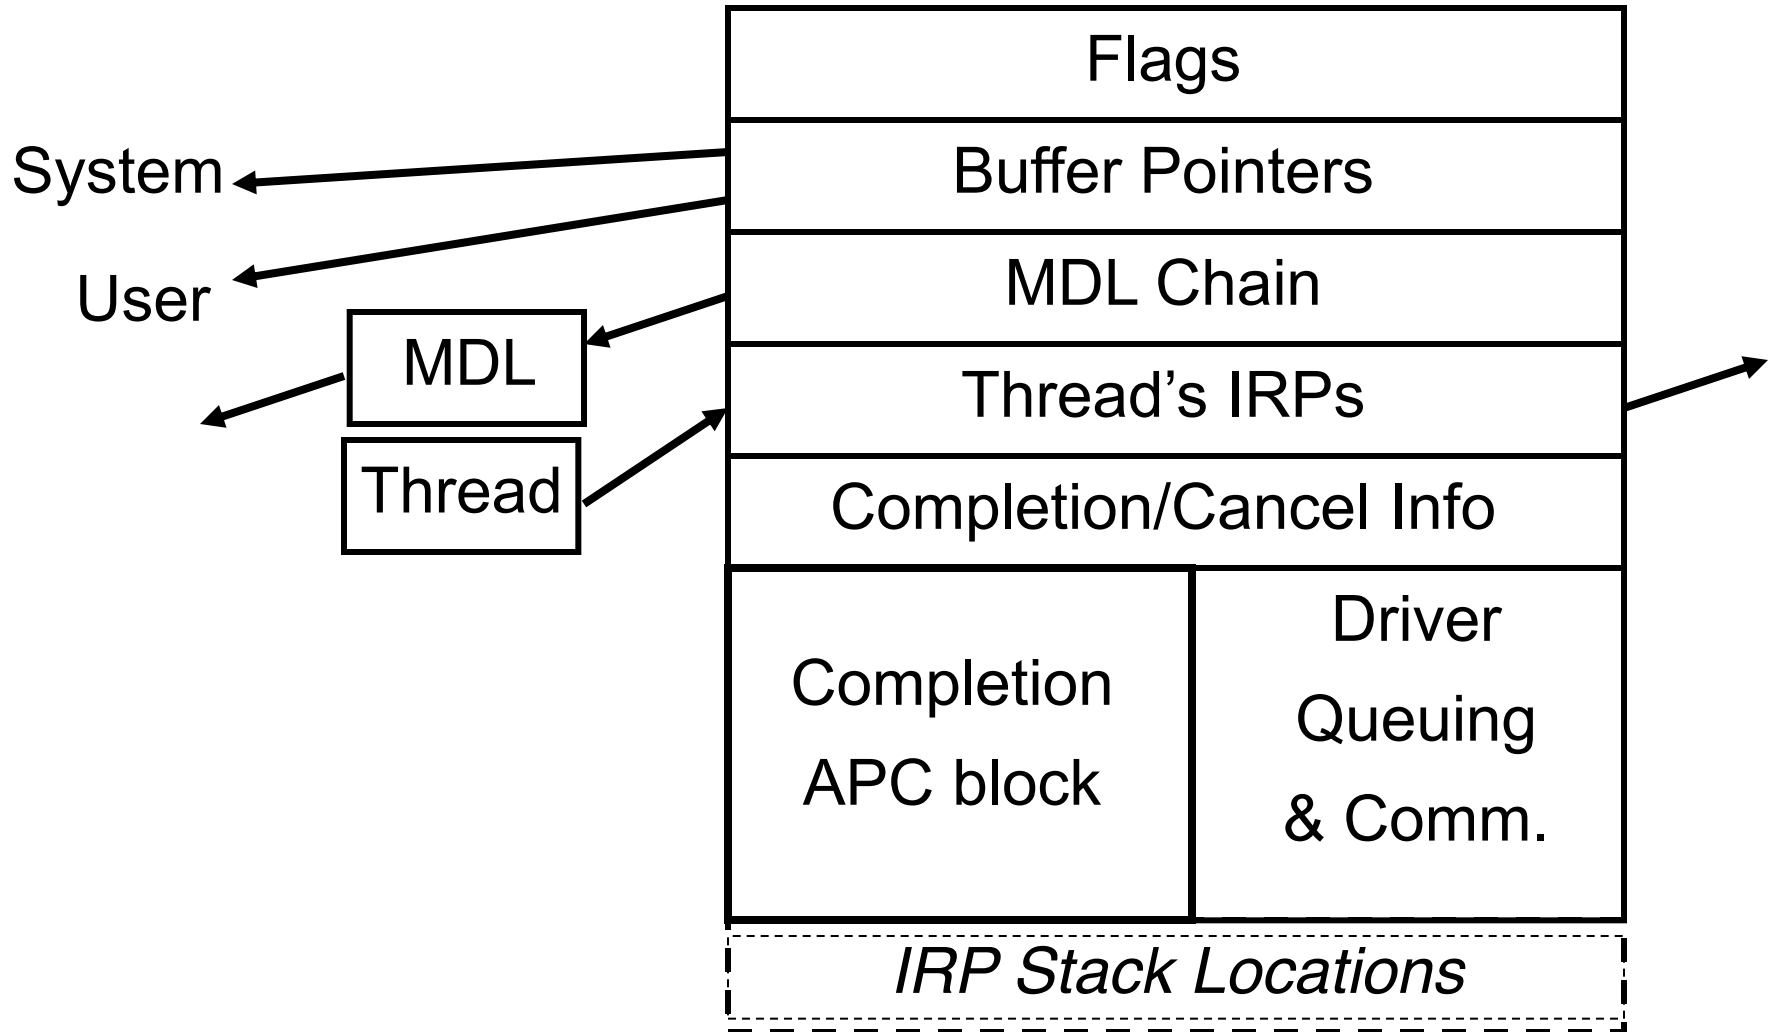 Flags
System
Buffer Pointers
User
MDL Chain
MDL
Thread’s IRPs
Thread
Completion/Cancel Info
Completion
APC block
Driver
Queuing
& Comm.
IRP Stack Locations